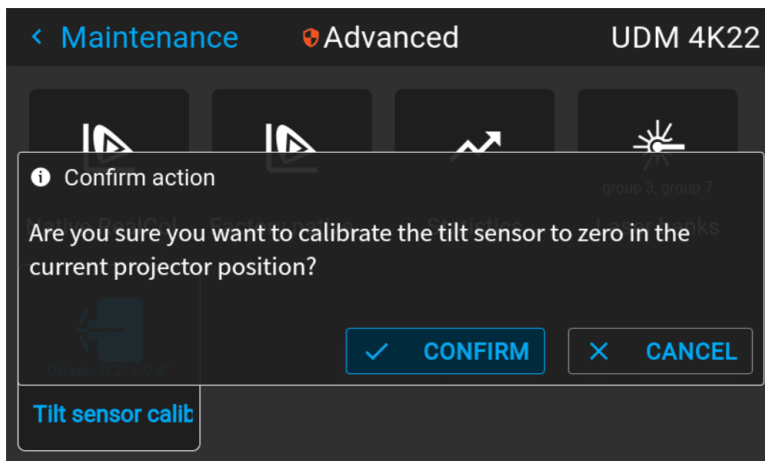 Maintenance
Advanced
UDM 4K22
group 3, group 7
Confirm action
Are you sure you want to calibrate the tilt sensor to zero in the
current projector position?
CONFIRM
CANCEL
Tilt sensor calib